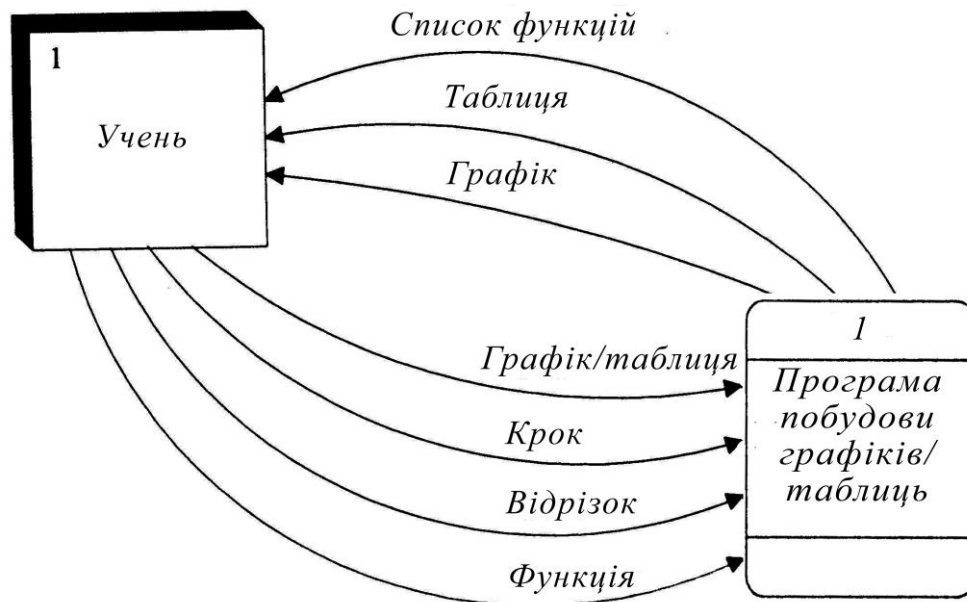 Список функцій
1
Таблиця
Учень
Графік
1
Графік/таблиця
Програма
побудови
графіків/
таблиць
Крок
Відрізок
Функція